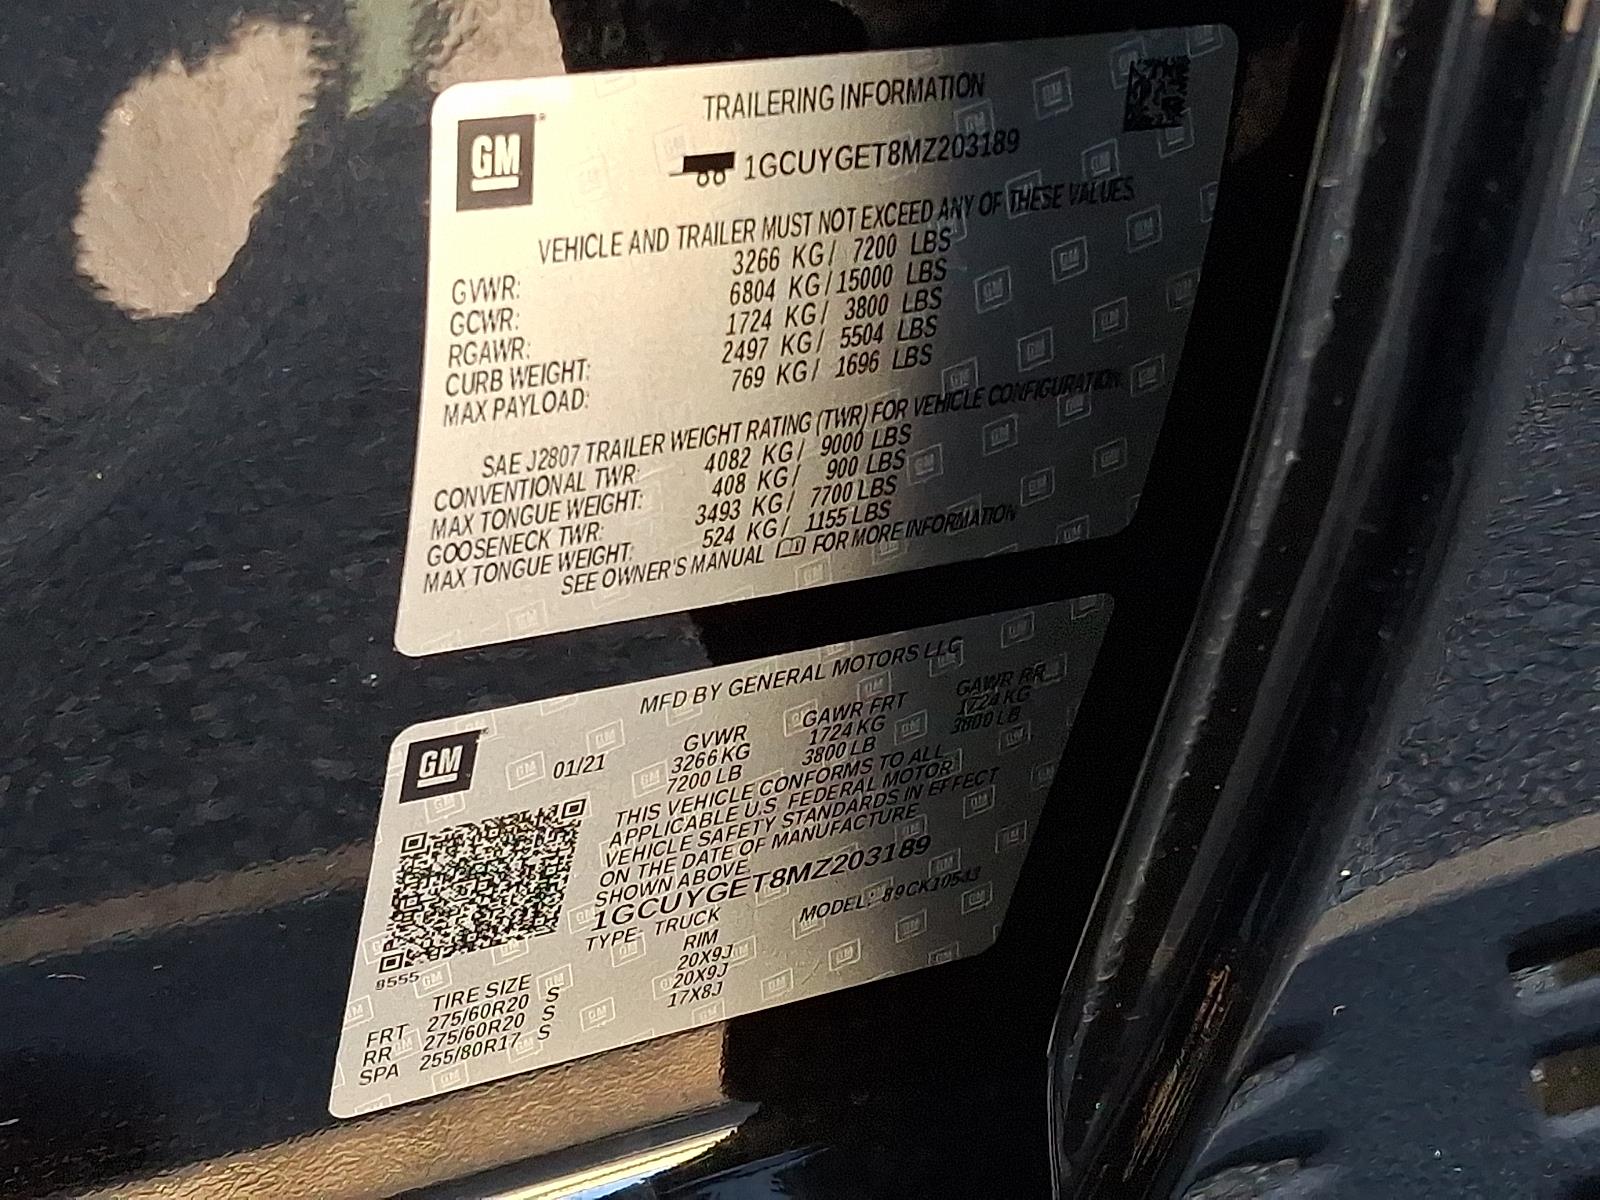 GM
TRAILERING INFORMATION
1GCUYGET8MZ203189
VEHICLE AND TRAILER MUST NOT EXCEED ANY OF THESE VALUES
GVWR: 3266 KG/ 7200 LBS
GCWR: 6804 KG/15000 LBS
RGAWR: 1724 KG/ 3800 LBS
CURB WEIGHT: 2497 KG/ 5504 LBS
MAX PAYLOAD: 769 KG/ 1696 LBS
SAE J2807 TRAILER WEIGHT RATING (TWR) FOR VEHICLE CONFIGURATION
CONVENTIONAL TWR: 4082 KG/ 9000 LBS
MAX TONGUE WEIGHT: 408 KG/ 900 LBS
GOOSENECK TWR: 3493 KG/ 7700 LBS
MAX TONGUE WEIGHT: 524 KG/ 1155 LBS
SEE OWNER'S MANUAL FOR MORE INFORMATION
GM
MFD BY GENERAL MOTORS LLC
01/21
GVWR GAWR FRT GAWR RR
3266 KG 1724 KG 1724 KG
7200 LB 3800 LB 3800 LB
THIS VEHICLE CONFORMS TO ALL
APPLICABLE U.S. FEDERAL MOTOR
VEHICLE SAFETY STANDARDS IN EFFECT
ON THE DATE OF MANUFACTURE
SHOWN ABOVE.
1GCUYGET8MZ203189
TYPE: TRUCK MODEL:
9555
TIRE SIZE RIM
FRT 275/60R20 S 20X9J
RR 275/60R20 S 20X9J
SPA 255/80R17 S 17X8J